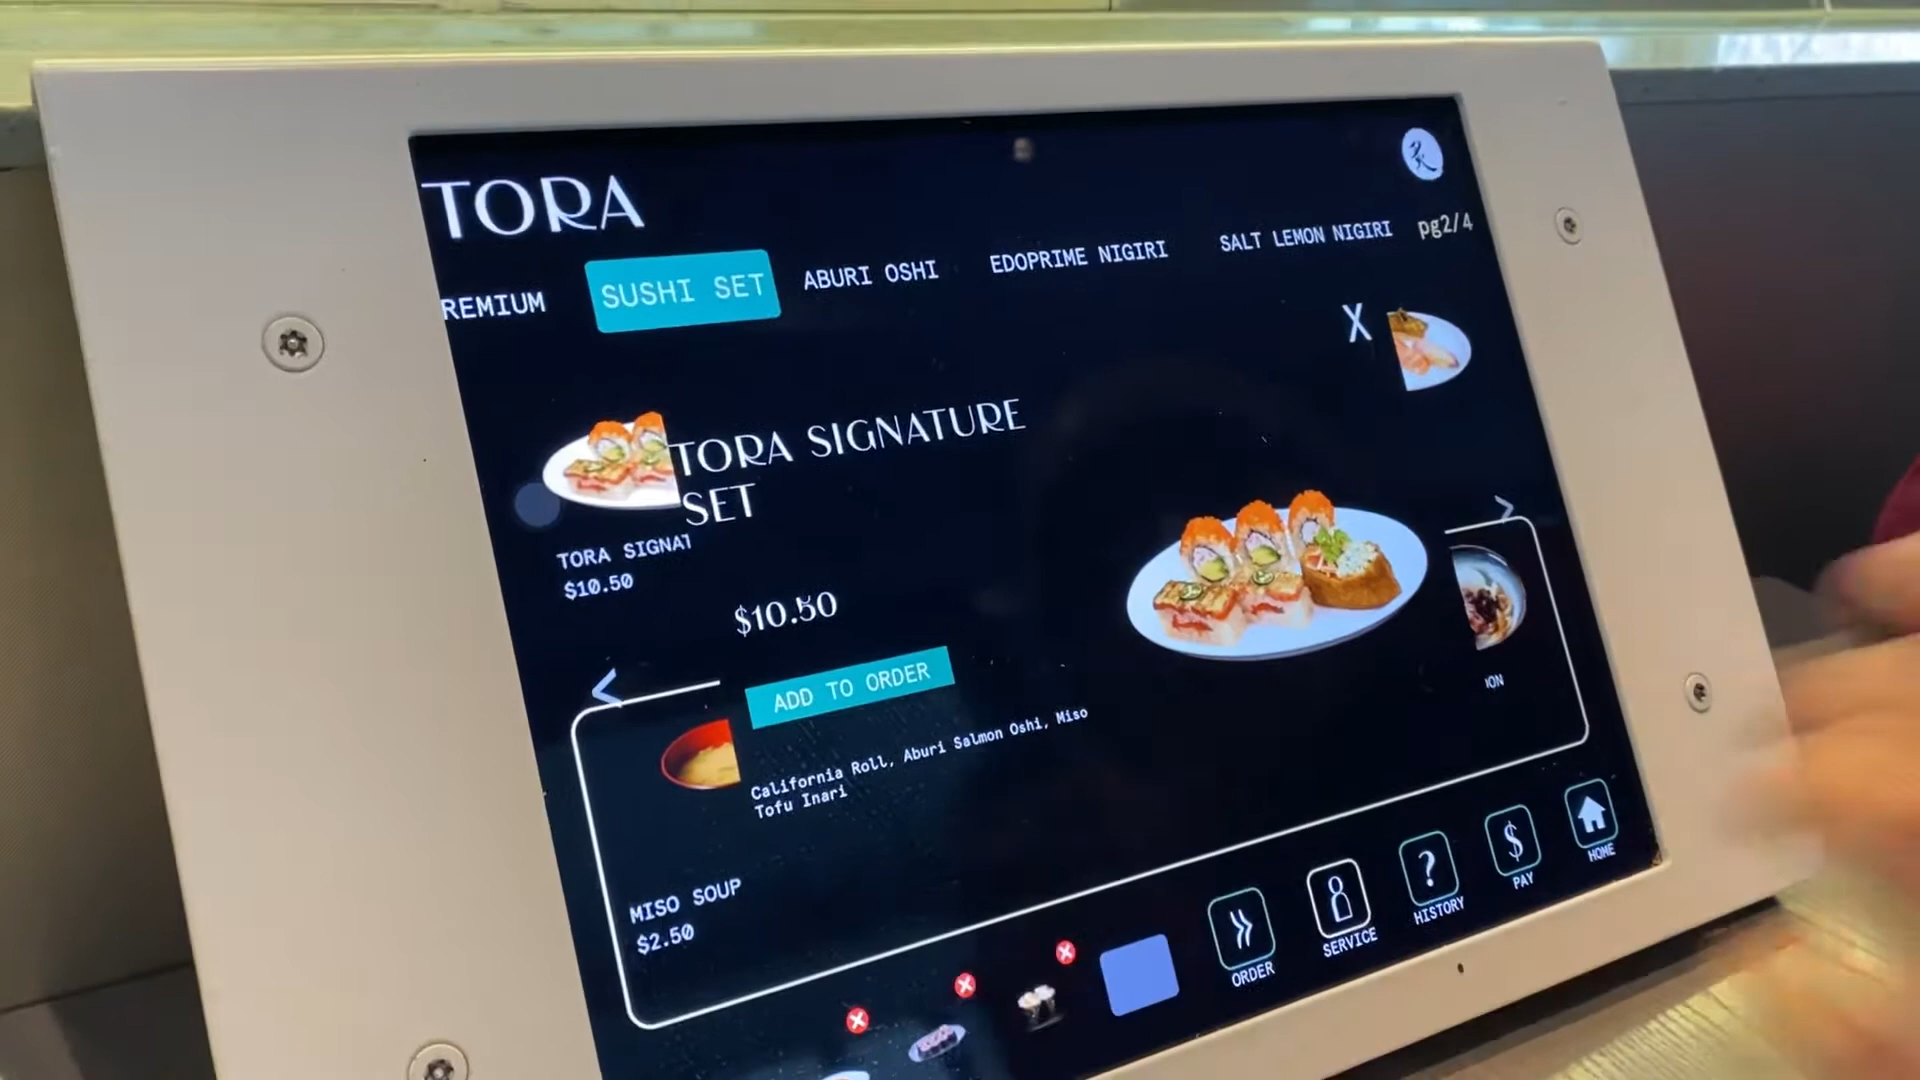 TORA
REMIUM
SUSHI SET
ABURI OSHI
EDOPRIME NIGIRI
SALT LEMON NIGIRI
pg2/4
X
TORA SIGNATURE
SET
TORA SIGNAT
$10.50
$10.50
ADD TO ORDER
California Roll, Aburi Salmon Oshi, Miso
Tofu Inari
ION
MISO SOUP
$2.50
ORDER
SERVICE
?
HISTORY
$
PAY
HOME